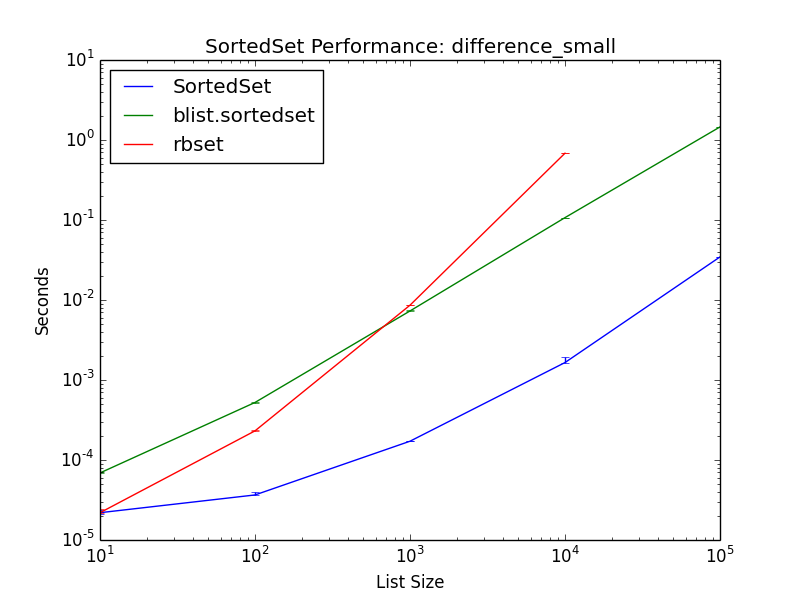 SortedSet Performance: difference_small
SortedSet
blist.sortedset
rbset
10^1
10^0
10^-1
10^-2
10^-3
10^-4
10^-5
Seconds
10^1 10^2 10^3 10^4 10^5
List Size